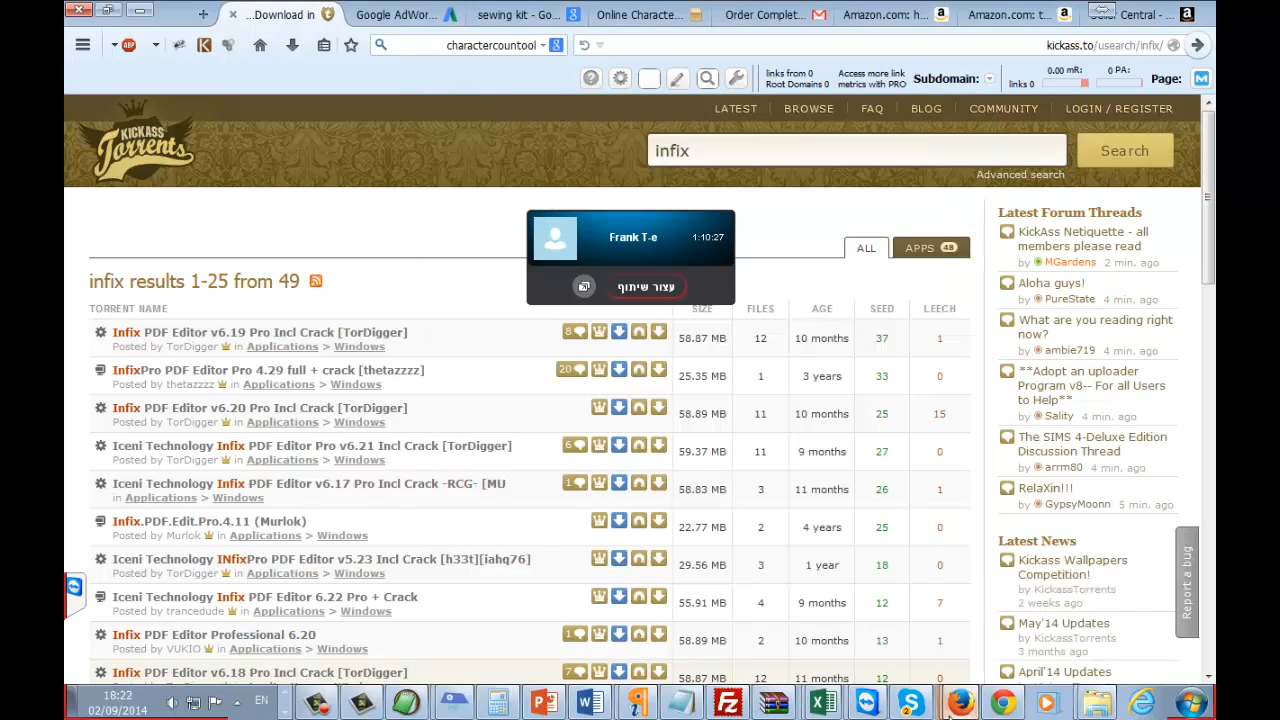 ...Download in
Google AdWor...
sewing kit - Go...
Online Characte...
Order Complet...
Amazon.com: h...
Amazon.com: t...
Central - ...
ABP
K
charactercountool
kickass.to/usearch/infix/
links from 0
Root Domains 0
Access more link
metrics with PRO
Subdomain:
links 0
0.00 mR:
0 PA:
Page:
LATEST
BROWSE
FAQ
BLOG
COMMUNITY
LOGIN / REGISTER
KICKASS
Torrents
infix
Search
Advanced search
Frank T-e
1:10:27
עצור שיתוף
ALL
APPS 48
infix results 1-25 from 49
TORRENT NAME SIZE FILES AGE SEED LEECH
Infix PDF Editor v6.19 Pro Incl Crack [TorDigger] 8 58.87 MB 12 10 months 37 1
Posted by TorDigger in Applications > Windows
InfixPro PDF Editor Pro 4.29 full + crack [thetazzzz] 20 25.35 MB 1 3 years 33 0
Posted by thetazzzz in Applications > Windows
Infix PDF Editor v6.20 Pro Incl Crack [TorDigger] 58.89 MB 11 10 months 25 15
Posted by TorDigger in Applications > Windows
Iceni Technology Infix PDF Editor Pro v6.21 Incl Crack [TorDigger] 6 59.37 MB 11 9 months 27 0
Posted by TorDigger in Applications > Windows
Iceni Technology Infix PDF Editor v6.17 Pro Incl Crack -RCG- [MU 1 58.83 MB 3 11 months 26 1
in Applications > Windows
Infix.PDF.Edit.Pro.4.11 (Murlok) 22.77 MB 2 4 years 25 0
Posted by Murlok in Applications > Windows
Iceni Technology INfixPro PDF Editor v5.23 Incl Crack [h33t][iahq76] 29.56 MB 3 1 year 18 0
Posted by TorDigger in Applications > Windows
Iceni Technology Infix PDF Editor 6.22 Pro + Crack 55.91 MB 4 9 months 12 7
Posted by trancedude in Applications > Windows
Infix PDF Editor Professional 6.20 1 58.89 MB 2 10 months 13 1
Posted by VUKIO in Applications > Windows
Infix PDF Editor v6.18 Pro Incl Crack [TorDigger] 7 58.88 MB 12 11 months 12 0
Latest Forum Threads
KickAss Netiquette - all
members please read
by MGardens 2 min. ago
Aloha guys!
by PureState 4 min. ago
What are you reading right
now?
by ambie719 4 min. ago
**Adopt an uploader
Program v8-- For all Users
to Help**
by Sality 4 min. ago
The SIMS 4-Deluxe Edition
Discussion Thread
by arrm80 4 min. ago
RelaXin!!!
by GypsyMoonn 5 min. ago
Latest News
Kickass Wallpapers
Competition!
by KickassTorrents
2 weeks ago
May'14 Updates
by KickassTorrents
3 months ago
April'14 Updates
by KickassTorrents
Report a bug
18:22
02/09/2014
EN